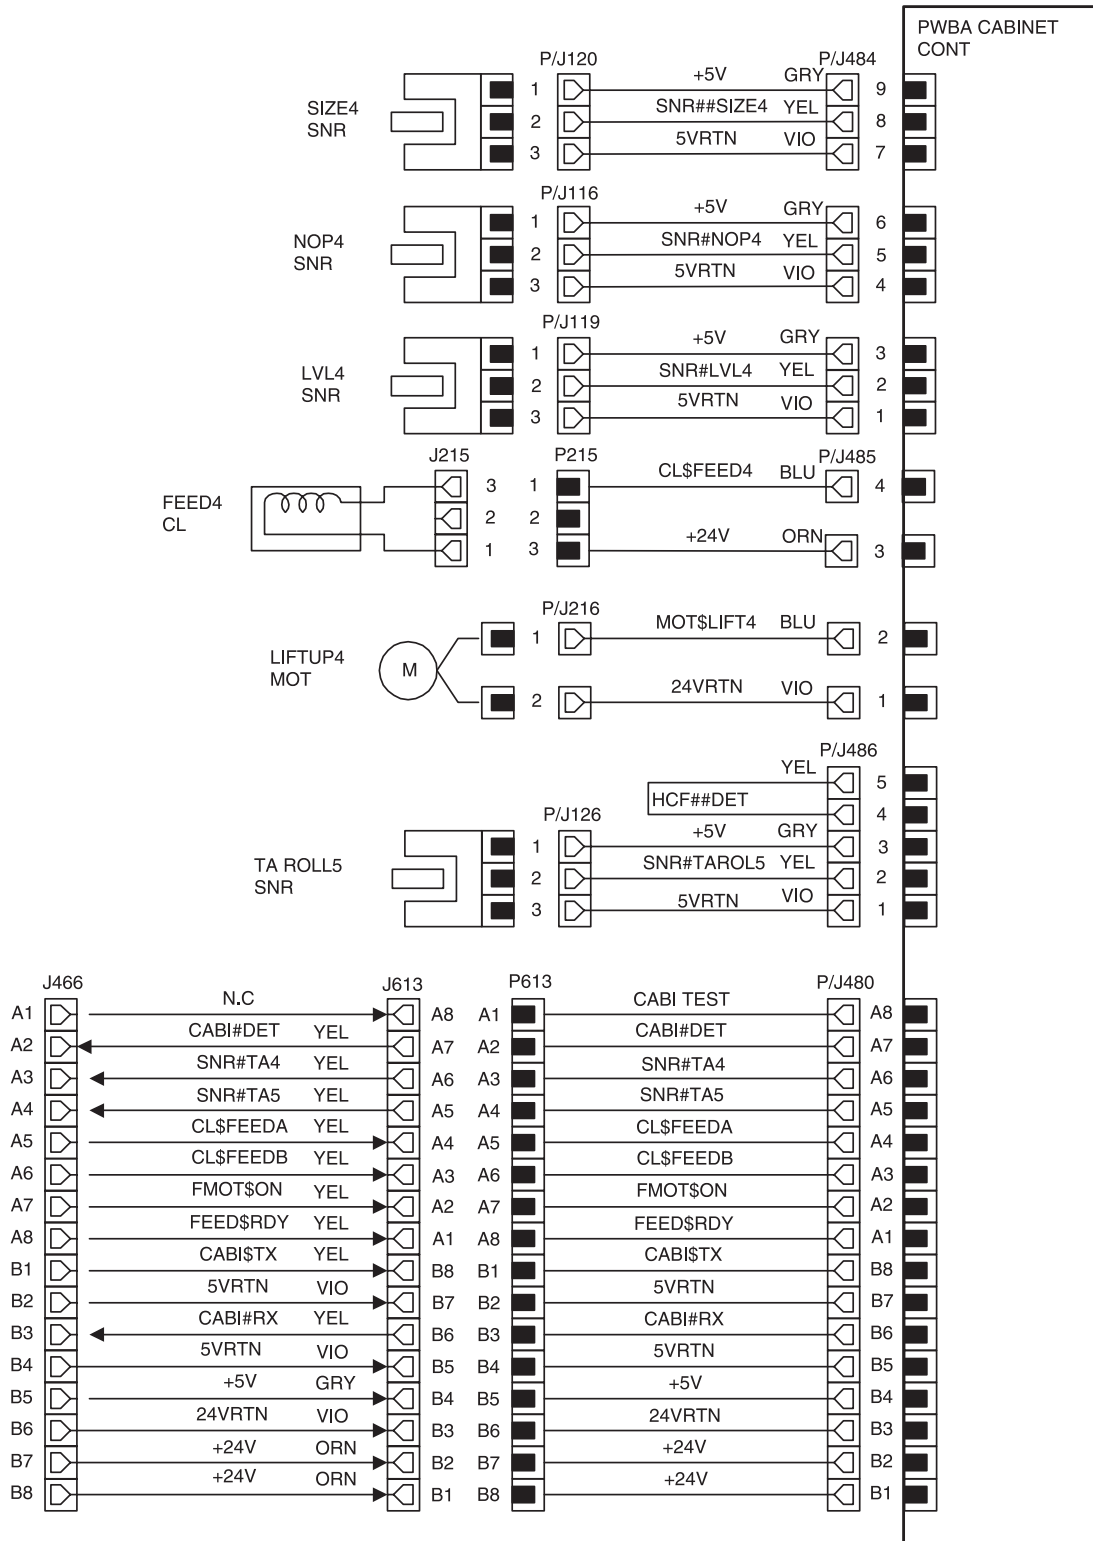 PWBA CABINET
CONT
P/J120 P/J484
SIZE4
SNR
1 +5V GRY 9
2 SNR##SIZE4 YEL 8
3 5VRTN VIO 7
P/J116
NOP4
SNR
1 +5V GRY 6
2 SNR#NOP4 YEL 5
3 5VRTN VIO 4
P/J119
LVL4
SNR
1 +5V GRY 3
2 SNR#LVL4 YEL 2
3 5VRTN VIO 1
J215 P215 P/J485
FEED4
CL
3 1 CL$FEED4 BLU 4
2 2
1 3 +24V ORN 3
P/J216
LIFTUP4
MOT
M
1 MOT$LIFT4 BLU 2
2 24VRTN VIO 1
P/J486
YEL 5
HCF##DET 4
P/J126
TA ROLL5
SNR
1 +5V GRY 3
2 SNR#TAROL5 YEL 2
3 5VRTN VIO 1
J466 J613 P613 P/J480
A1 N.C A8 A1 CABI TEST A8
A2 CABI#DET YEL A7 A2 CABI#DET A7
A3 SNR#TA4 YEL A6 A3 SNR#TA4 A6
A4 SNR#TA5 YEL A5 A4 SNR#TA5 A5
A5 CL$FEEDA YEL A4 A5 CL$FEEDA A4
A6 CL$FEEDB YEL A3 A6 CL$FEEDB A3
A7 FMOT$ON YEL A2 A7 FMOT$ON A2
A8 FEED$RDY YEL A1 A8 FEED$RDY A1
B1 CABI$TX YEL B8 B1 CABI$TX B8
B2 5VRTN VIO B7 B2 5VRTN B7
B3 CABI#RX YEL B6 B3 CABI#RX B6
B4 5VRTN VIO B5 B4 5VRTN B5
B5 +5V GRY B4 B5 +5V B4
B6 24VRTN VIO B3 B6 24VRTN B3
B7 +24V ORN B2 B7 +24V B2
B8 +24V ORN B1 B8 +24V B1